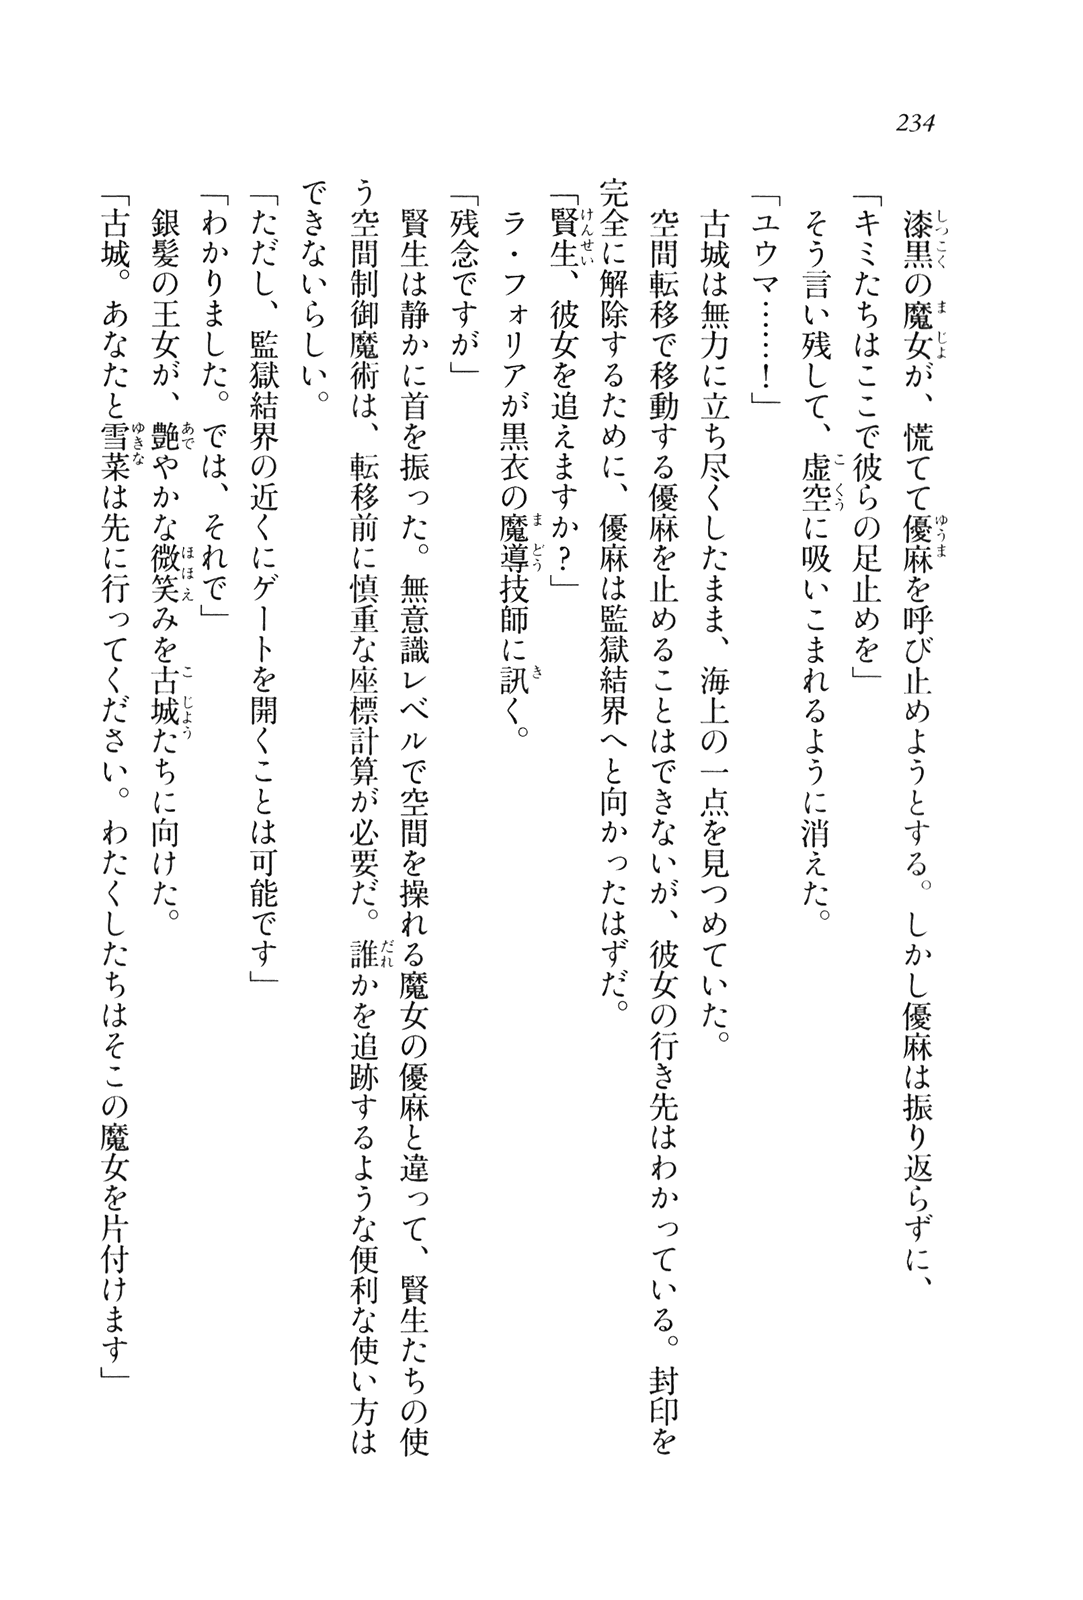 234
漆黒の魔女が、慌てて優麻を呼び止めようとする。しかし優麻は振り返らずに、
「キミたちはここで彼らの足止めを」
そう言い残して、虚空に吸いこまれるように消えた。
「ユウマ……！」
古城は無力に立ち尽くしたまま、海上の一点を見つめていた。
空間転移で移動する優麻を止めることはできないが、彼女の行き先はわかっている。封印を
完全に解除するために、優麻は監獄結界へと向かったはずだ。
「賢生、彼女を追えますか？」
ラ・フォリアが黒衣の魔導技師に訊く。
「残念ですが」
賢生は静かに首を振った。無意識レベルで空間を操れる魔女の優麻と違って、賢生たちの使
う空間制御魔術は、転移前に慎重な座標計算が必要だ。誰かを追跡するような便利な使い方は
できないらしい。
「ただし、監獄結界の近くにゲートを開くことは可能です」
「わかりました。では、それで」
銀髪の王女が、艶やかな微笑みを古城たちに向けた。
「古城。あなたと雪菜は先に行ってください。わたくしたちはそこの魔女を片付けます」